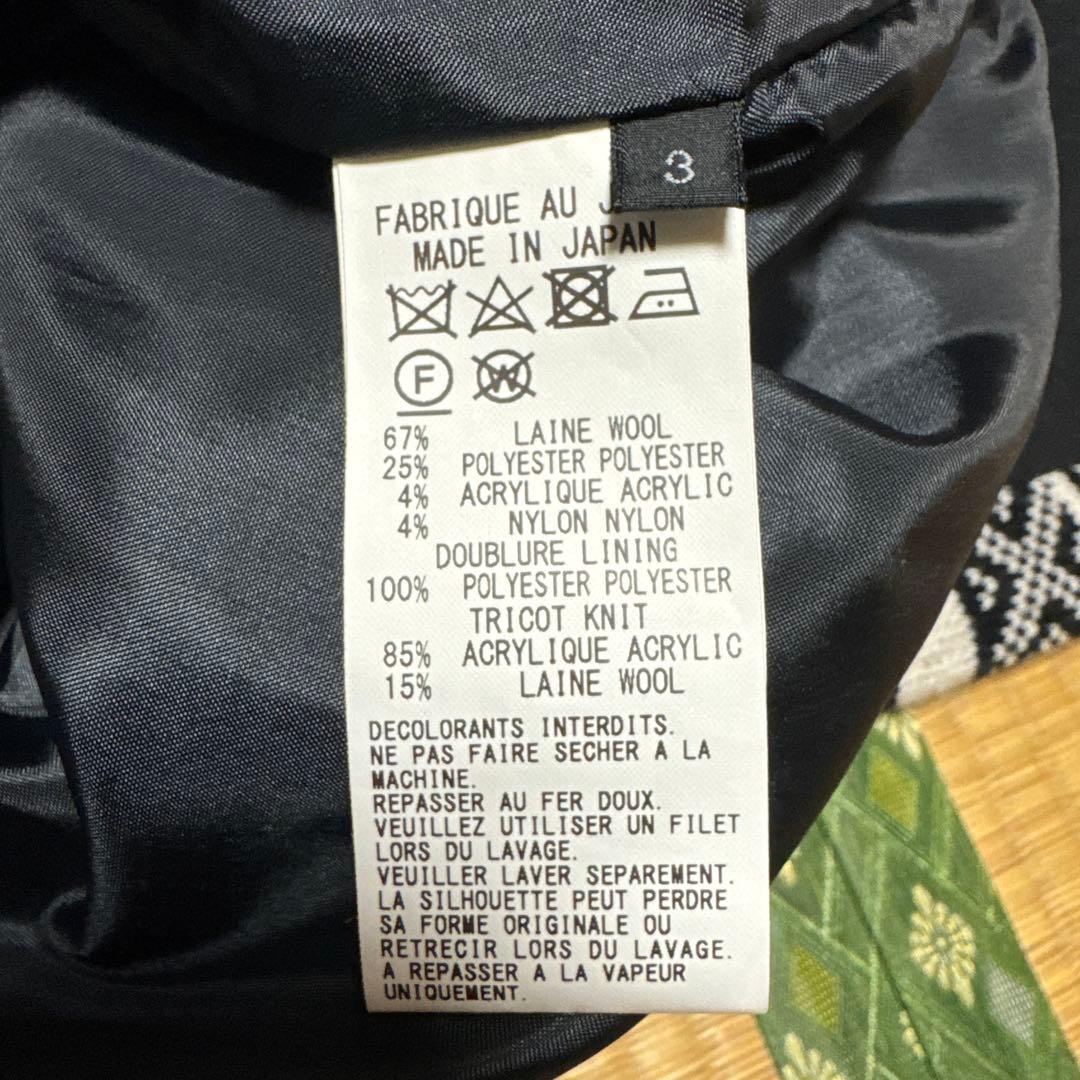 3
FABRIQUE AU J
MADE IN JAPAN
F
W
67% LAINE WOOL
25% POLYESTER POLYESTER
4% ACRYLIQUE ACRYLIC
4% NYLON NYLON
DOUBLURE LINING
100% POLYESTER POLYESTER
TRICOT KNIT
85% ACRYLIQUE ACRYLIC
15% LAINE WOOL
DECOLORANTS INTERDITS.
NE PAS FAIRE SECHER A LA
MACHINE.
REPASSER AU FER DOUX.
VEUILLEZ UTILISER UN FILET
LORS DU LAVAGE.
VEUILLER LAVER SEPAREMENT.
LA SILHOUETTE PEUT PERDRE
SA FORME ORIGINALE OU
RETRECIR LORS DU LAVAGE.
A REPASSER A LA VAPEUR
UNIQUEMENT.